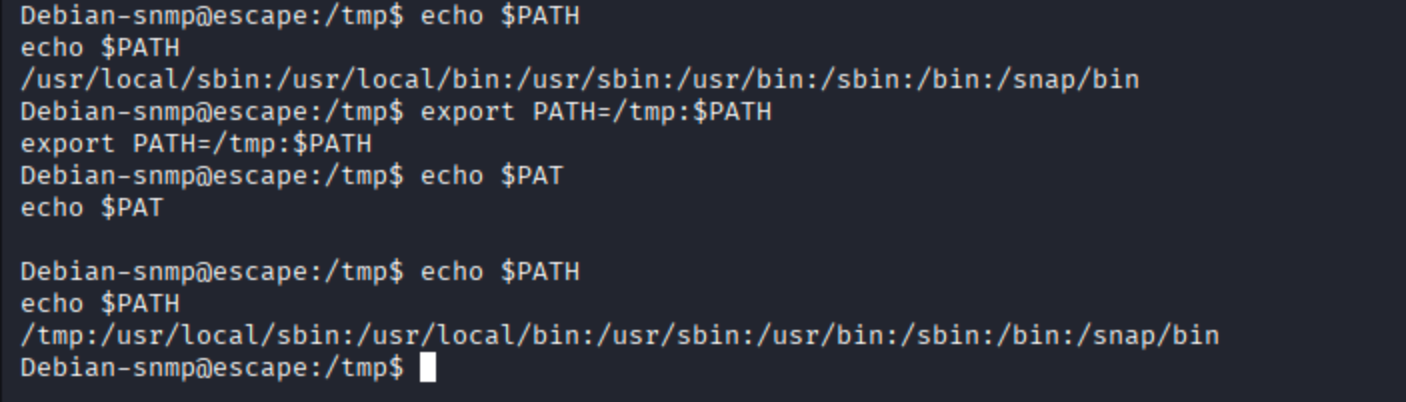 Debian-snmp@escape:/tmp$ echo $PATH
echo $PATH
/usr/local/sbin:/usr/local/bin:/usr/sbin:/usr/bin:/sbin:/bin:/snap/bin
Debian-snmp@escape:/tmp$ export PATH=/tmp:$PATH
export PATH=/tmp:$PATH
Debian-snmp@escape:/tmp$ echo $PAT
echo $PAT

Debian-snmp@escape:/tmp$ echo $PATH
echo $PATH
/tmp:/usr/local/sbin:/usr/local/bin:/usr/sbin:/usr/bin:/sbin:/bin:/snap/bin
Debian-snmp@escape:/tmp$